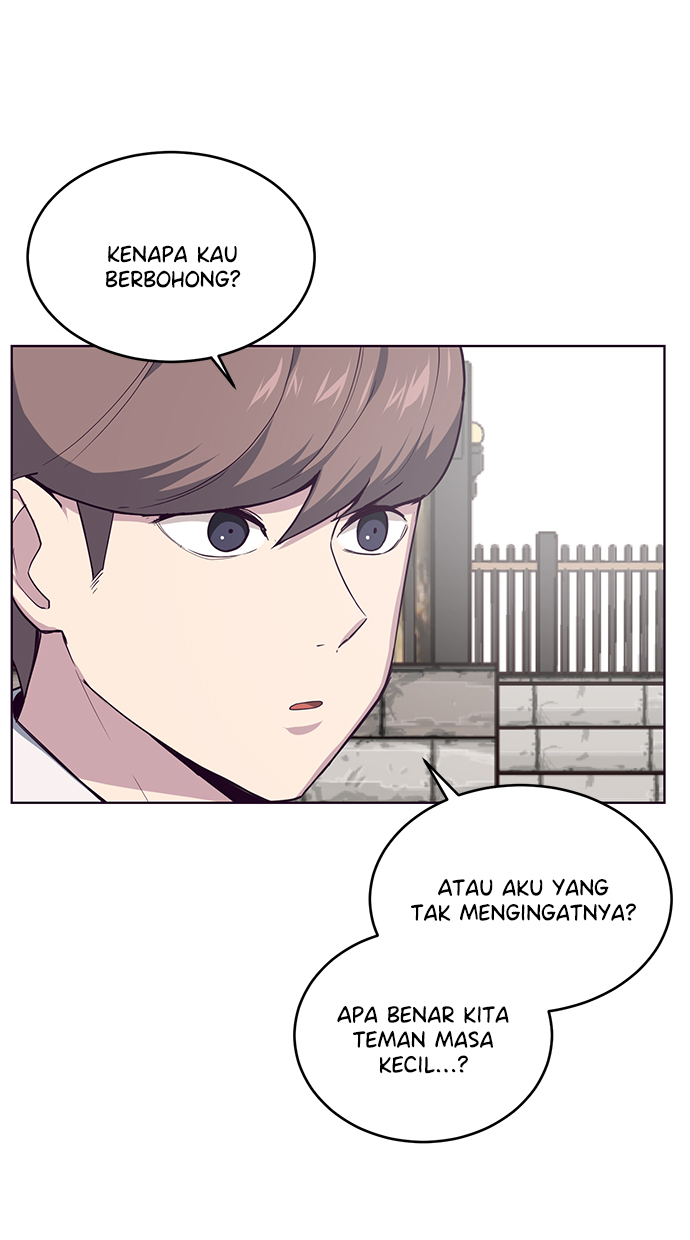 KENAPA KAU
BERBOHONG?
ATAU AKU YANG
TAK MENGINGATNYA?
APA BENAR KITA
TEMAN MASA
KECIL...?